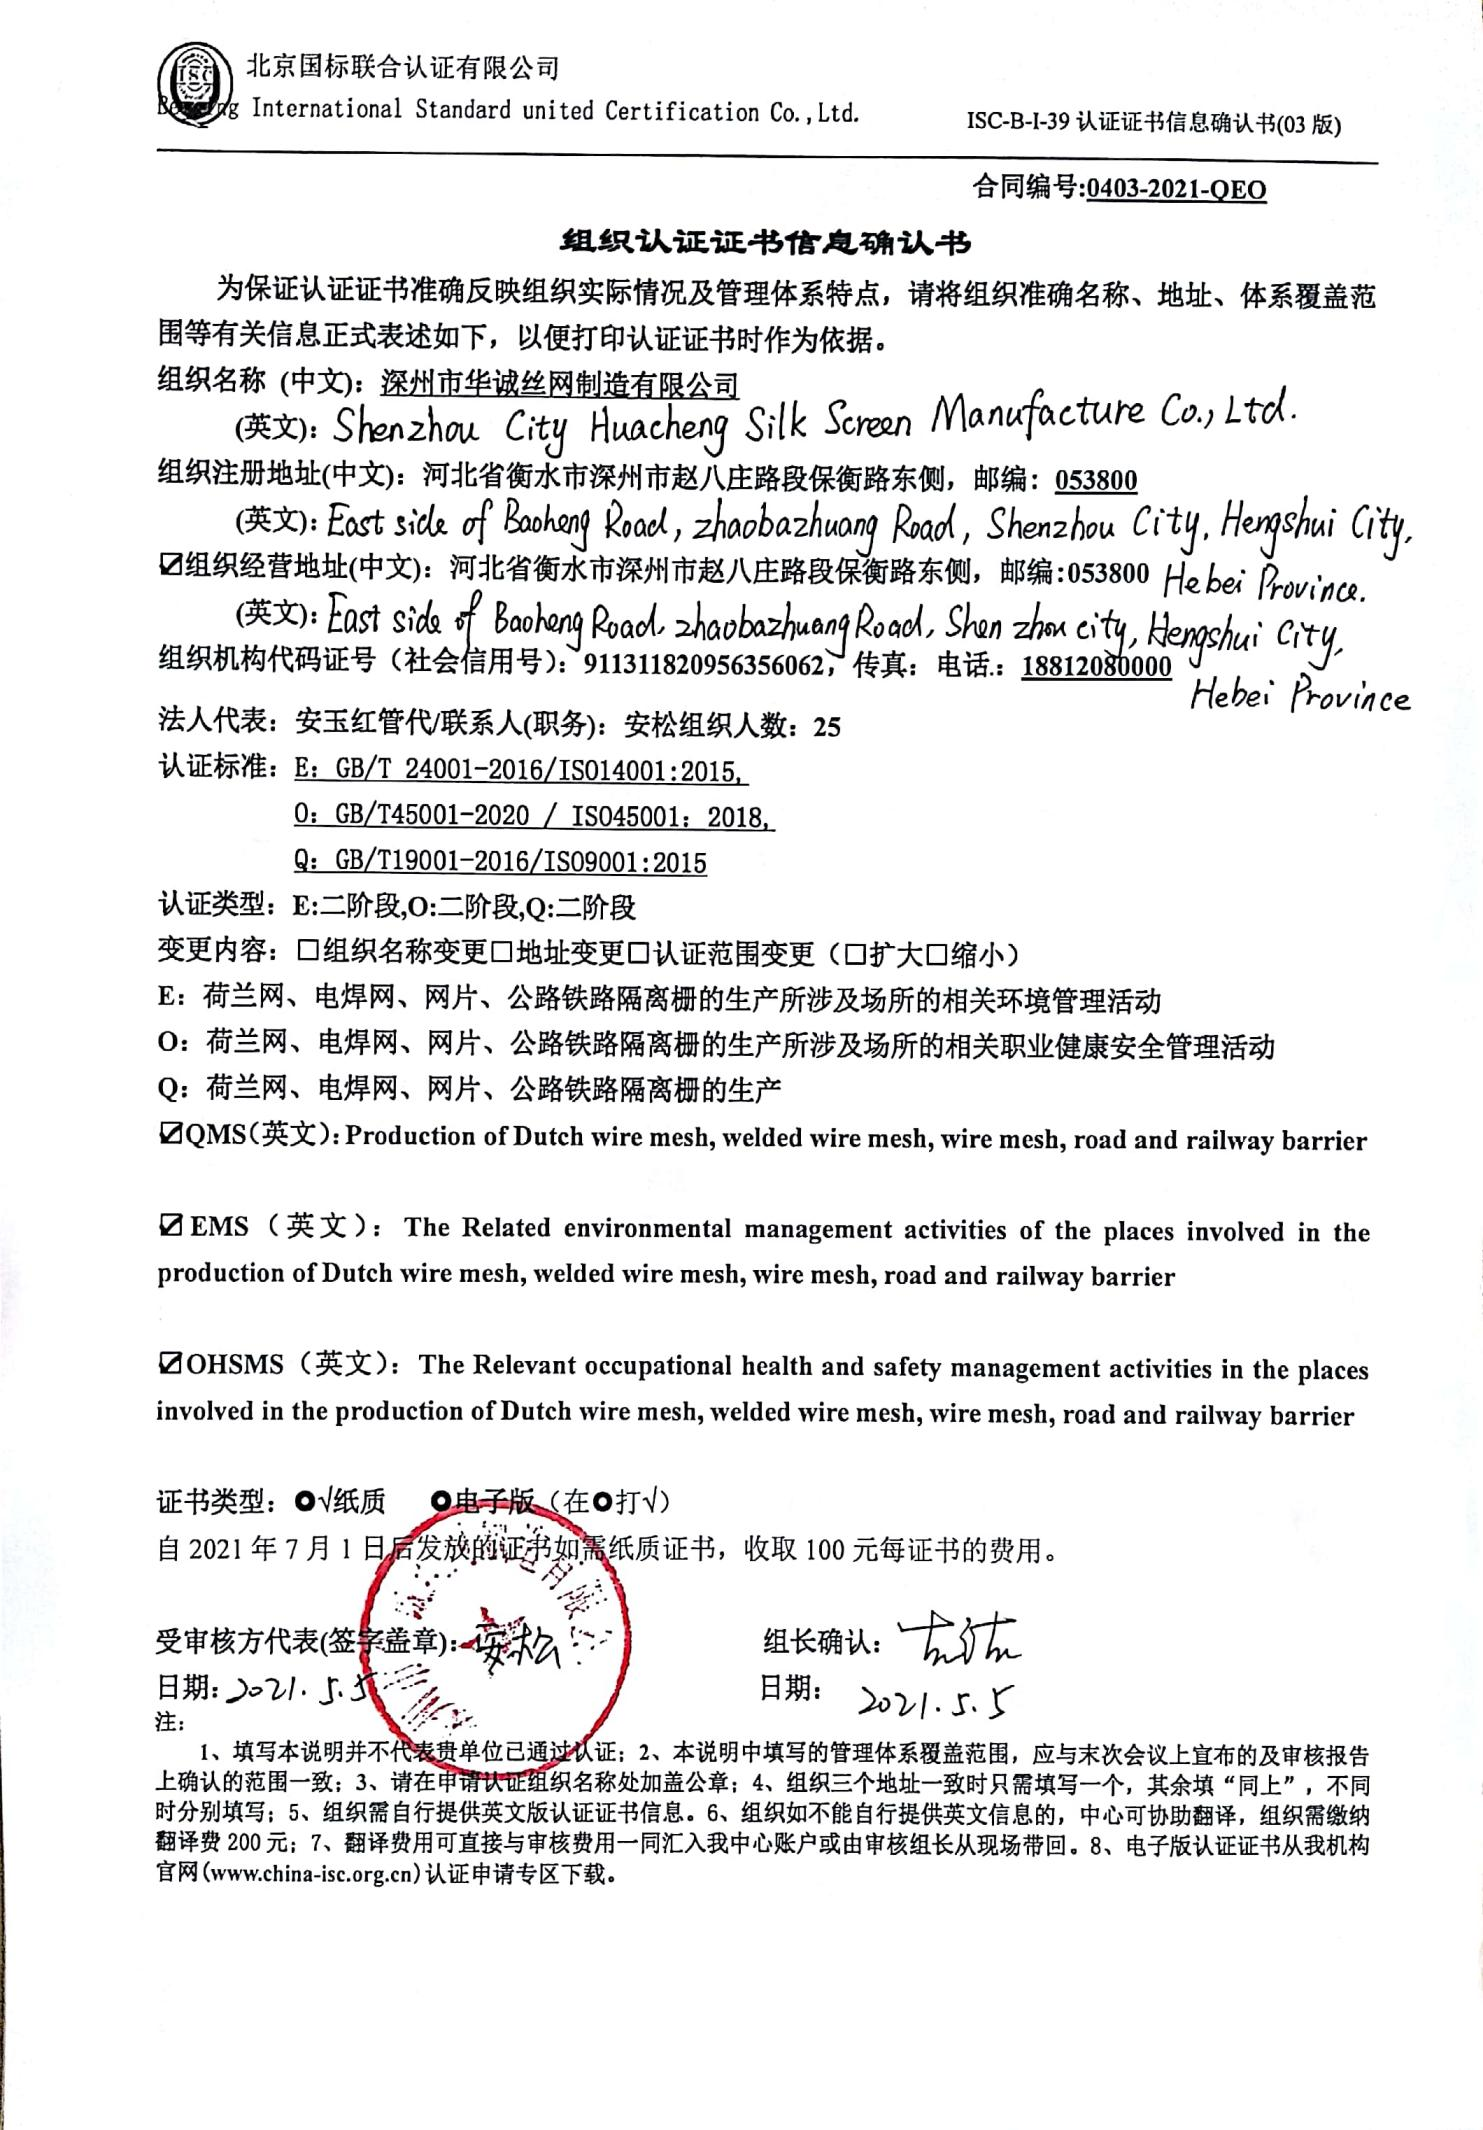 北京国标联合认证有限公司
Beijing International Standard united Certification Co.,Ltd.
ISC-B-I-39 认证证书信息确认书(03 版)
合同编号:0403-2021-QEO
组织认证证书信息确认书
为保证认证证书准确反映组织实际情况及管理体系特点，请将组织准确名称、地址、体系覆盖范
围等有关信息正式表述如下，以便打印认证证书时作为依据。
组织名称（中文）：深州市华诚丝网制造有限公司
(英文): Shenzhou City Huacheng Silk Screen Manufacture Co., Ltd.
组织注册地址(中文)：河北省衡水市深州市赵八庄路段保衡路东侧，邮编：053800
(英文): East side of Baoheng Road, zhaobazhuang Road, Shenzhou City, Hengshui City,
Hebei Province.
☑组织经营地址(中文)：河北省衡水市深州市赵八庄路段保衡路东侧，邮编:053800
(英文): East side of Baoheng Road, zhaobazhuang Road, Shen zhou city, Hengshui City,
Hebei Province
组织机构代码证号（社会信用号）：911311820956356062，传真：电话.：18812080000
法人代表：安玉红管代/联系人(职务)：安松组织人数：25
认证标准：E：GB/T 24001-2016/ISO14001:2015,
O：GB/T45001-2020 / ISO45001：2018,
Q：GB/T19001-2016/ISO9001:2015
认证类型：E:二阶段,O:二阶段,Q:二阶段
变更内容：□组织名称变更□地址变更□认证范围变更（□扩大□缩小）
E：荷兰网、电焊网、网片、公路铁路隔离栅的生产所涉及场所的相关环境管理活动
O：荷兰网、电焊网、网片、公路铁路隔离栅的生产所涉及场所的相关职业健康安全管理活动
Q：荷兰网、电焊网、网片、公路铁路隔离栅的生产
☑QMS(英文): Production of Dutch wire mesh, welded wire mesh, wire mesh, road and railway barrier
☑EMS（英文）：The Related environmental management activities of the places involved in the
production of Dutch wire mesh, welded wire mesh, wire mesh, road and railway barrier
☑OHSMS（英文）：The Relevant occupational health and safety management activities in the places
involved in the production of Dutch wire mesh, welded wire mesh, wire mesh, road and railway barrier
证书类型：○√纸质 ○电子版（在○打√）
自 2021 年 7 月 1 日后发放的证书如需纸质证书，收取 100 元每证书的费用。
受审核方代表(签字盖章): 安松
组长确认：
日期: 2021.5.5
日期： 2021.5.5
注：
1、填写本说明并不代表贵单位已通过认证；2、本说明中填写的管理体系覆盖范围，应与末次会议上宣布的及审核报告
上确认的范围一致；3、请在申请认证组织名称处加盖公章；4、组织三个地址一致时只需填写一个，其余填“同上”，不同
时分别填写；5、组织需自行提供英文版认证证书信息。6、组织如不能自行提供英文信息的，中心可协助翻译，组织需缴纳
翻译费 200 元；7、翻译费用可直接与审核费用一同汇入我中心账户或由审核组长从现场带回。8、电子版认证证书从我机构
官网(www.china-isc.org.cn)认证申请专区下载。